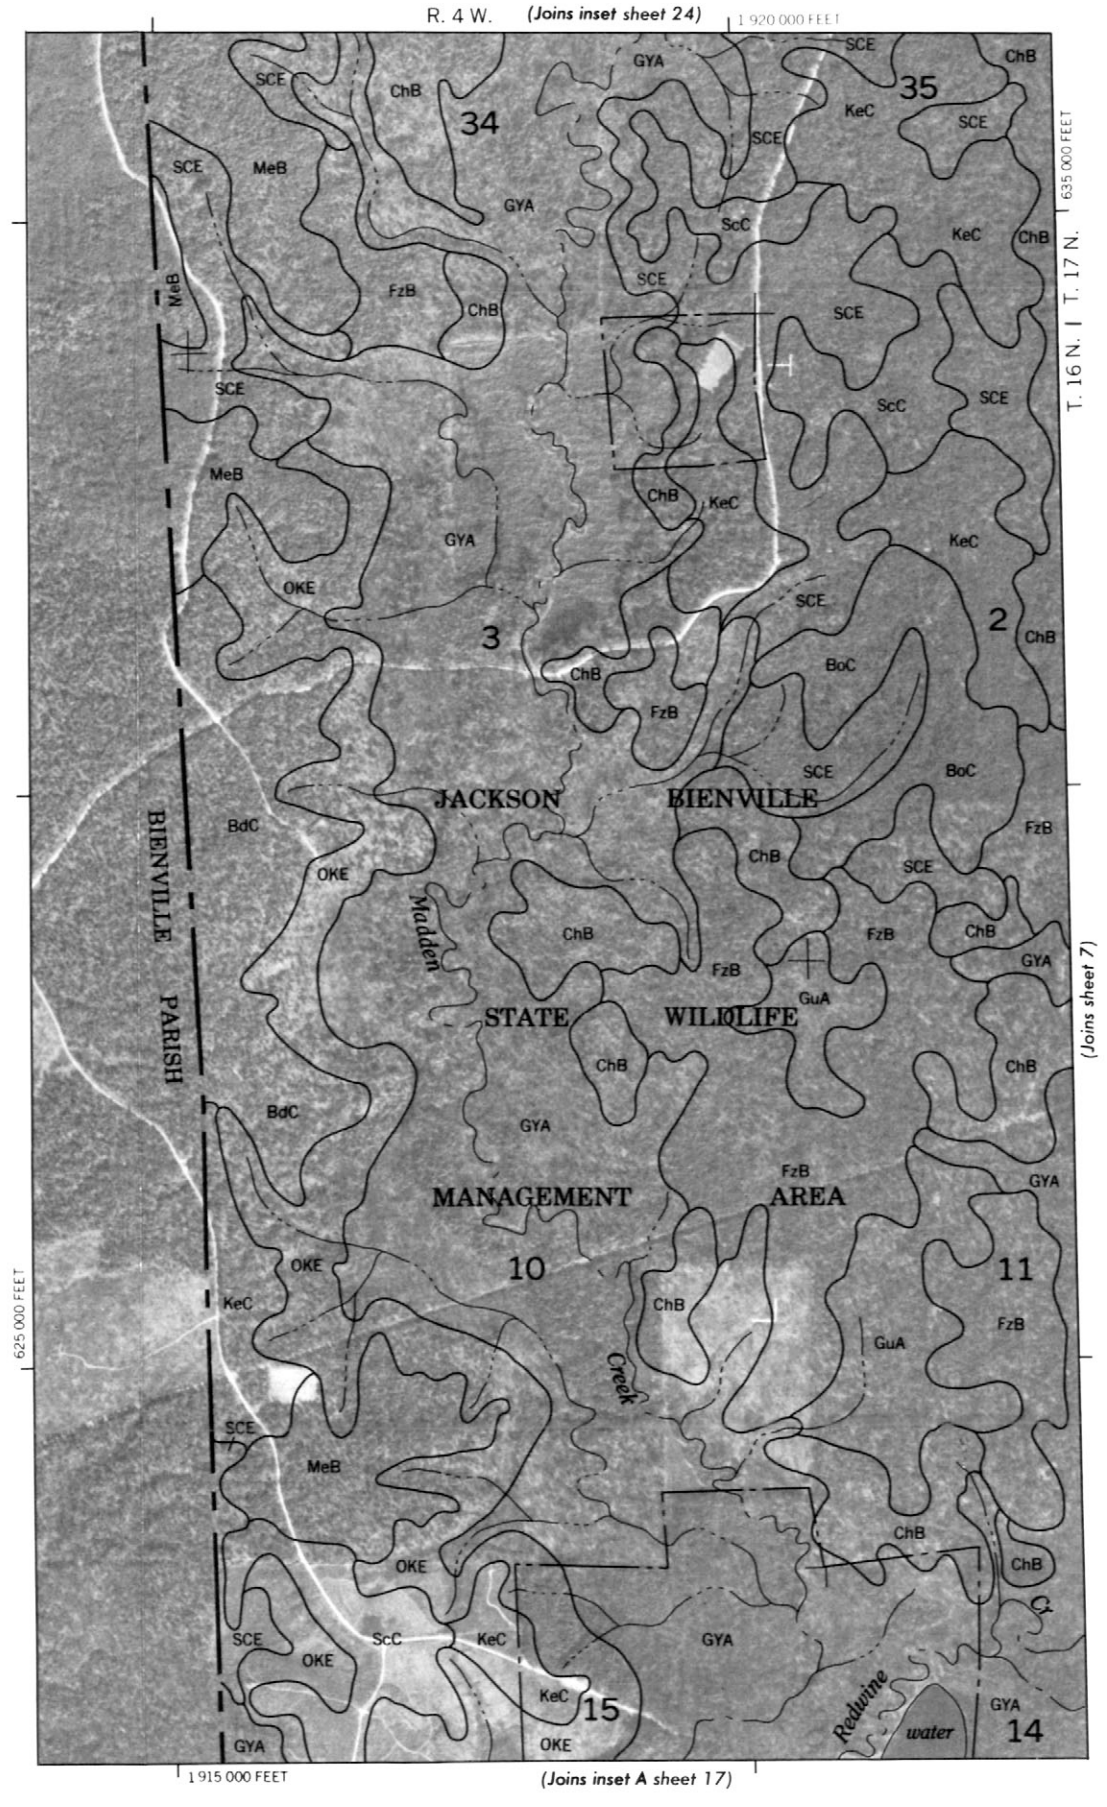 R. 4 W. (Joins inset sheet 24) 1 920 000 FEET
SCE
GYA
ChB
SCE
ChB
35
KeC
34
SCE
SCE
635 000 FEET
SCE
MeB
GYA
ScC
KeC
ChB
T. 16 N. | T. 17 N.
MeB
FzB
ChB
SCE
SCE
SCE
ScC
SCE
MeB
ChB
KeC
GYA
KeC
OKE
SCE
3
2
ChB
ChB
BoC
FzB
SCE
BoC
JACKSON BIENVILLE
BIENVILLE PARISH
BdC
FzB
ChB
OKE
SCE
Madden
ChB
FzB
ChB
FzB
GYA
(Joins sheet 7)
GuA
STATE WILDLIFE
ChB
ChB
BdC
GYA
FzB
GYA
MANAGEMENT AREA
OKE
10
11
625 000 FEET
KeC
ChB
FzB
GuA
Creek
SCE
MeB
ChB
OKE
ChB
Cr
SCE
ScC
KeC
GYA
OKE
KeC
15
Redwine
GYA
14
water
GYA
OKE
1 915 000 FEET
(Joins inset A sheet 17)